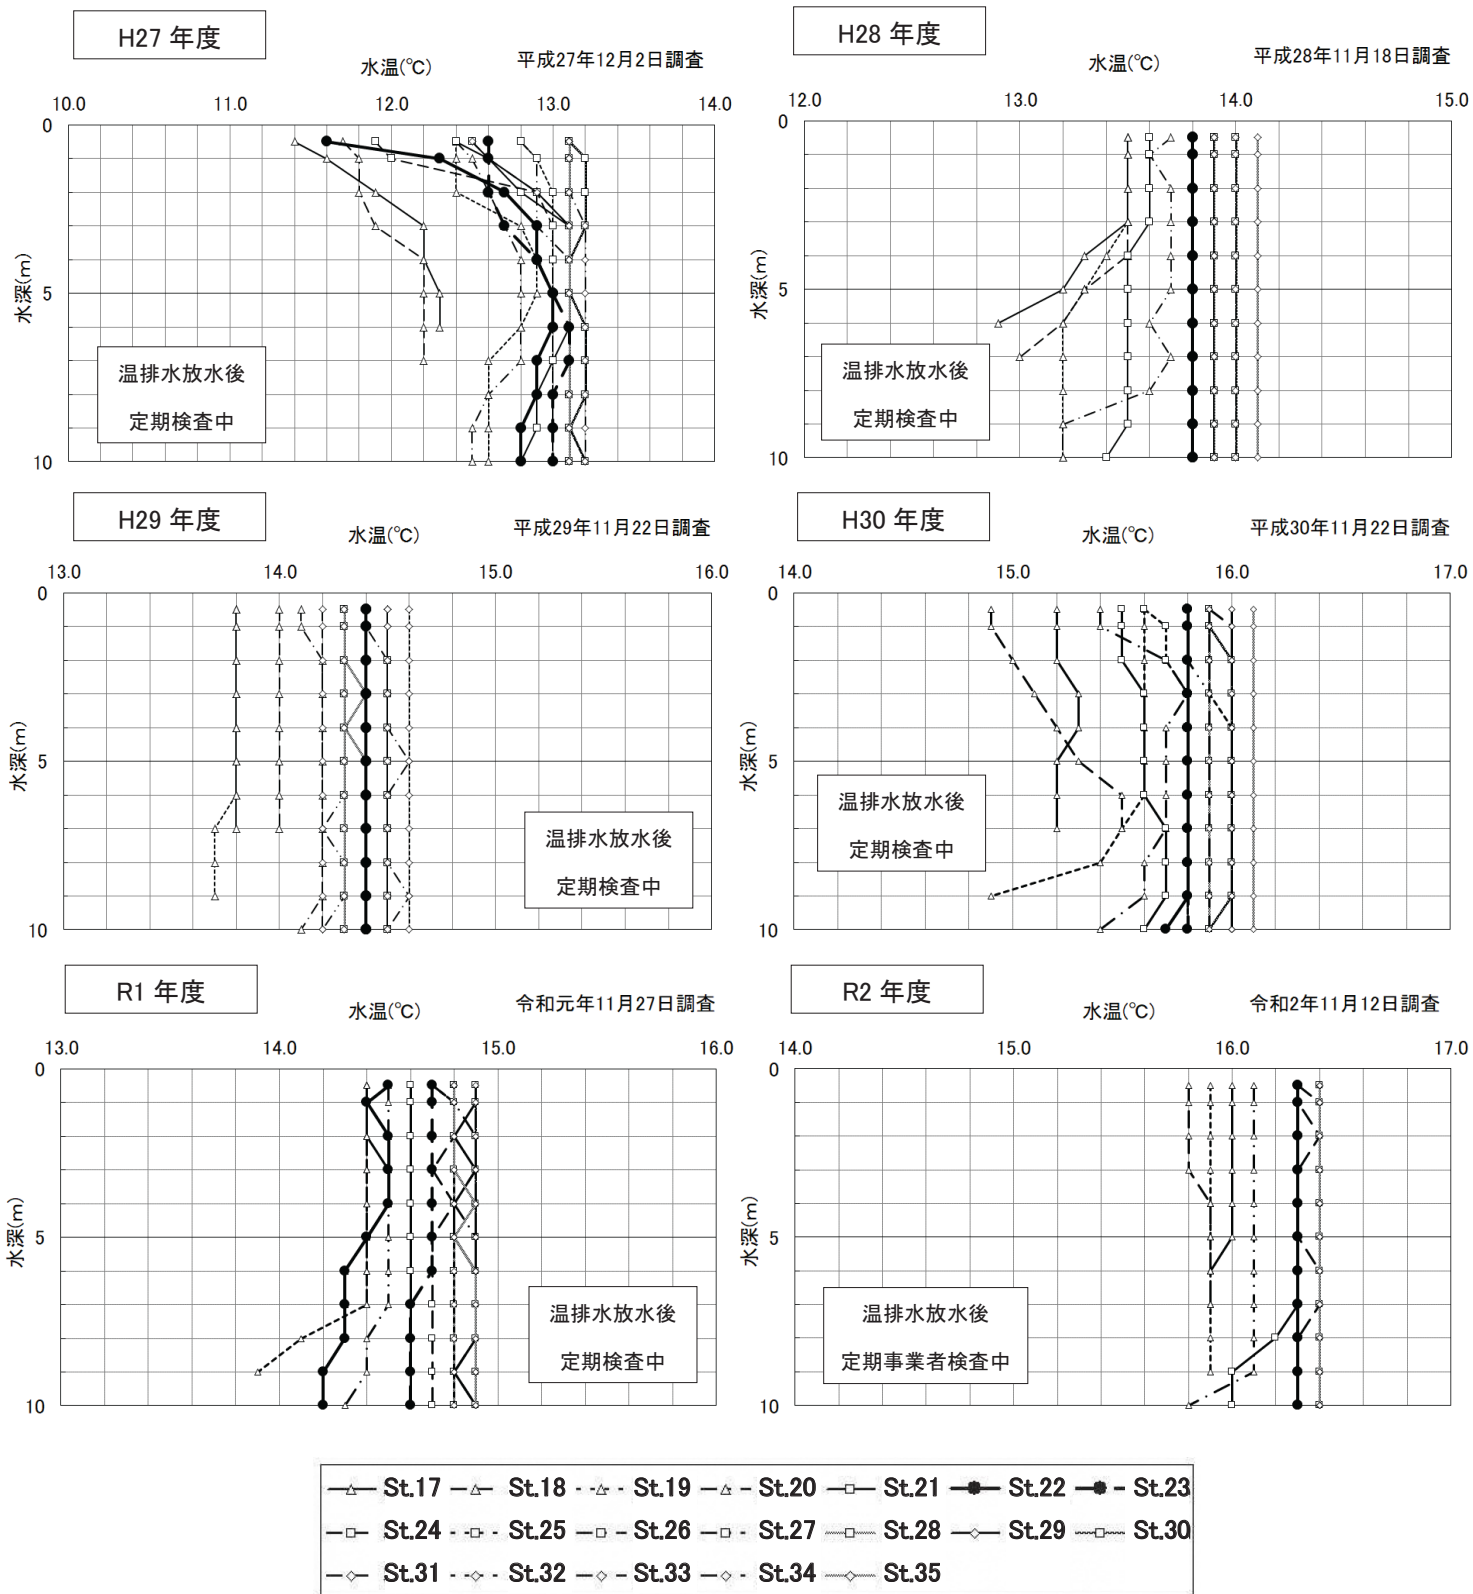 H27 年度
平成27年12月2日調査
水温(℃)
10.0 11.0 12.0 13.0 14.0
0
5
10
水深(m)
温排水放水後
定期検査中
H28 年度
平成28年11月18日調査
水温(℃)
12.0 13.0 14.0 15.0
0
5
10
水深(m)
温排水放水後
定期検査中
H29 年度
平成29年11月22日調査
水温(℃)
13.0 14.0 15.0 16.0
0
5
10
水深(m)
温排水放水後
定期検査中
H30 年度
平成30年11月22日調査
水温(℃)
14.0 15.0 16.0 17.0
0
5
10
水深(m)
温排水放水後
定期検査中
R1 年度
令和元年11月27日調査
水温(℃)
13.0 14.0 15.0 16.0
0
5
10
水深(m)
温排水放水後
定期検査中
R2 年度
令和2年11月12日調査
水温(℃)
14.0 15.0 16.0 17.0
0
5
10
水深(m)
温排水放水後
定期事業者検査中
St.17 St.18 St.19 St.20 St.21 St.22 St.23
St.24 St.25 St.26 St.27 St.28 St.29 St.30
St.31 St.32 St.33 St.34 St.35